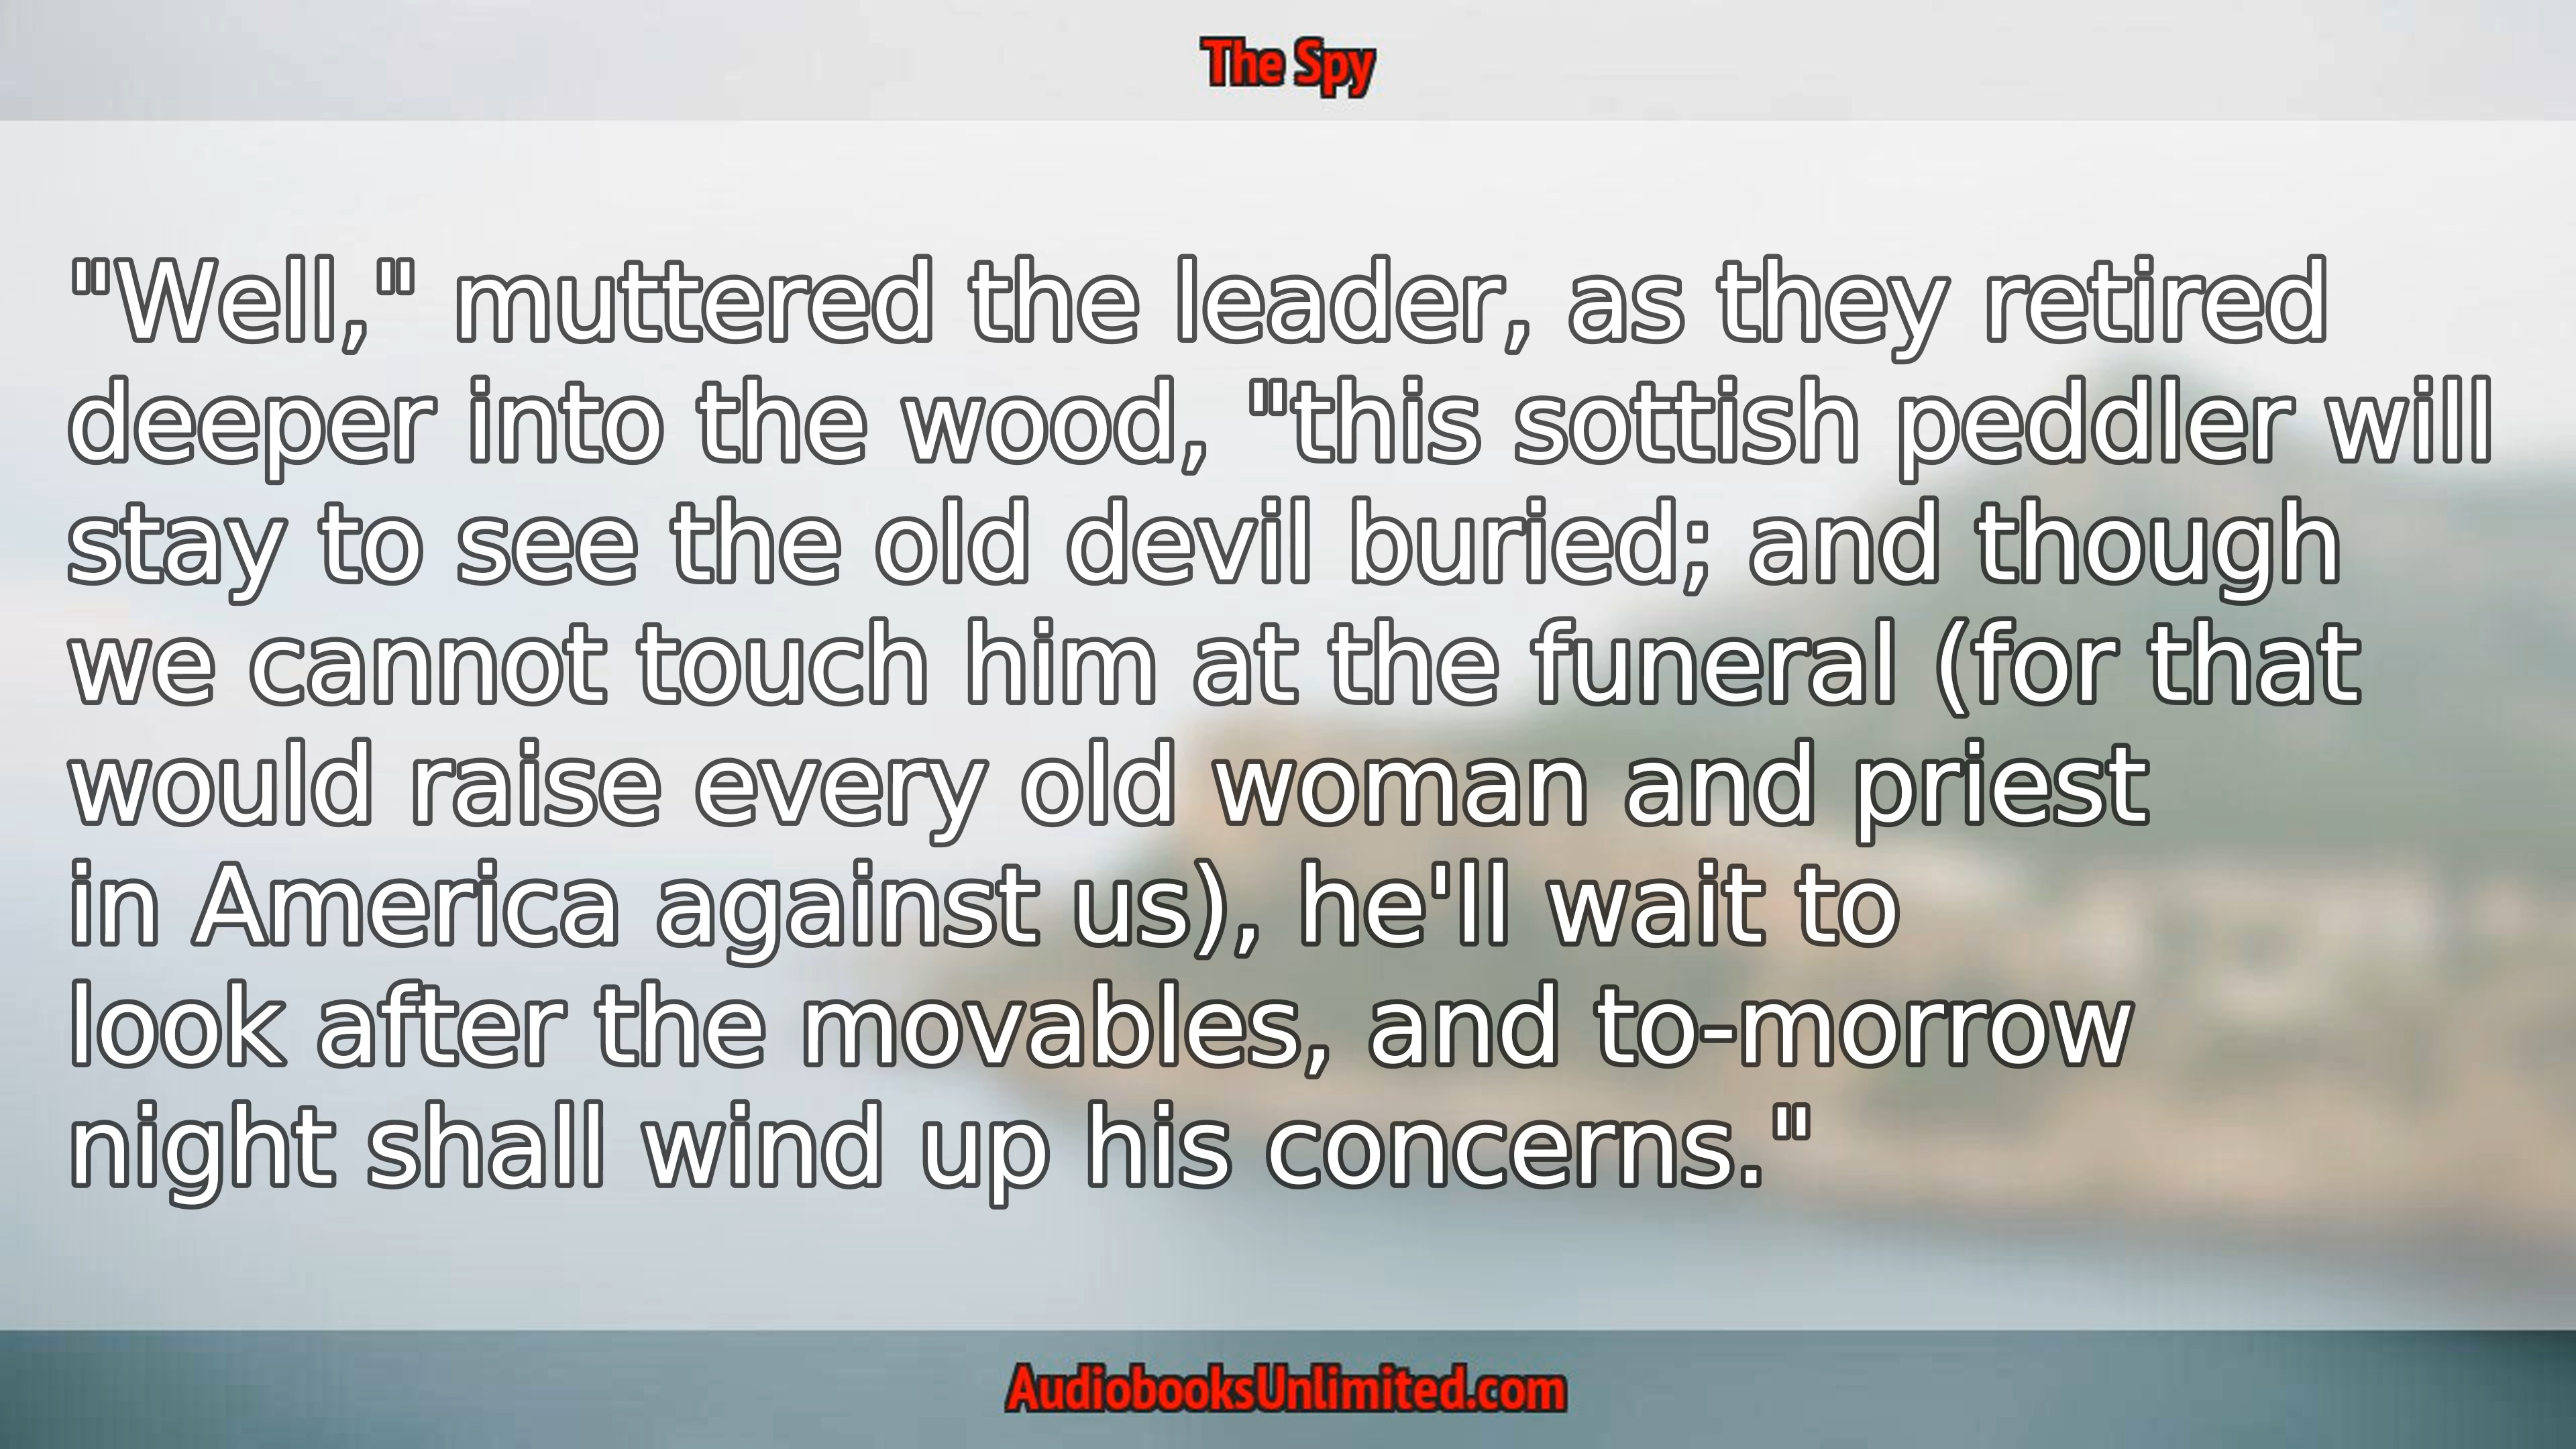 The Spy
"Well," muttered the leader, as they retired
deeper into the wood, "this sottish peddler will
stay to see the old devil buried; and though
we cannot touch him at the funeral (for that
would raise every old woman and priest
in America against us), he'll wait to
look after the movables, and to-morrow
night shall wind up his concerns."
AudiobooksUnlimited.com